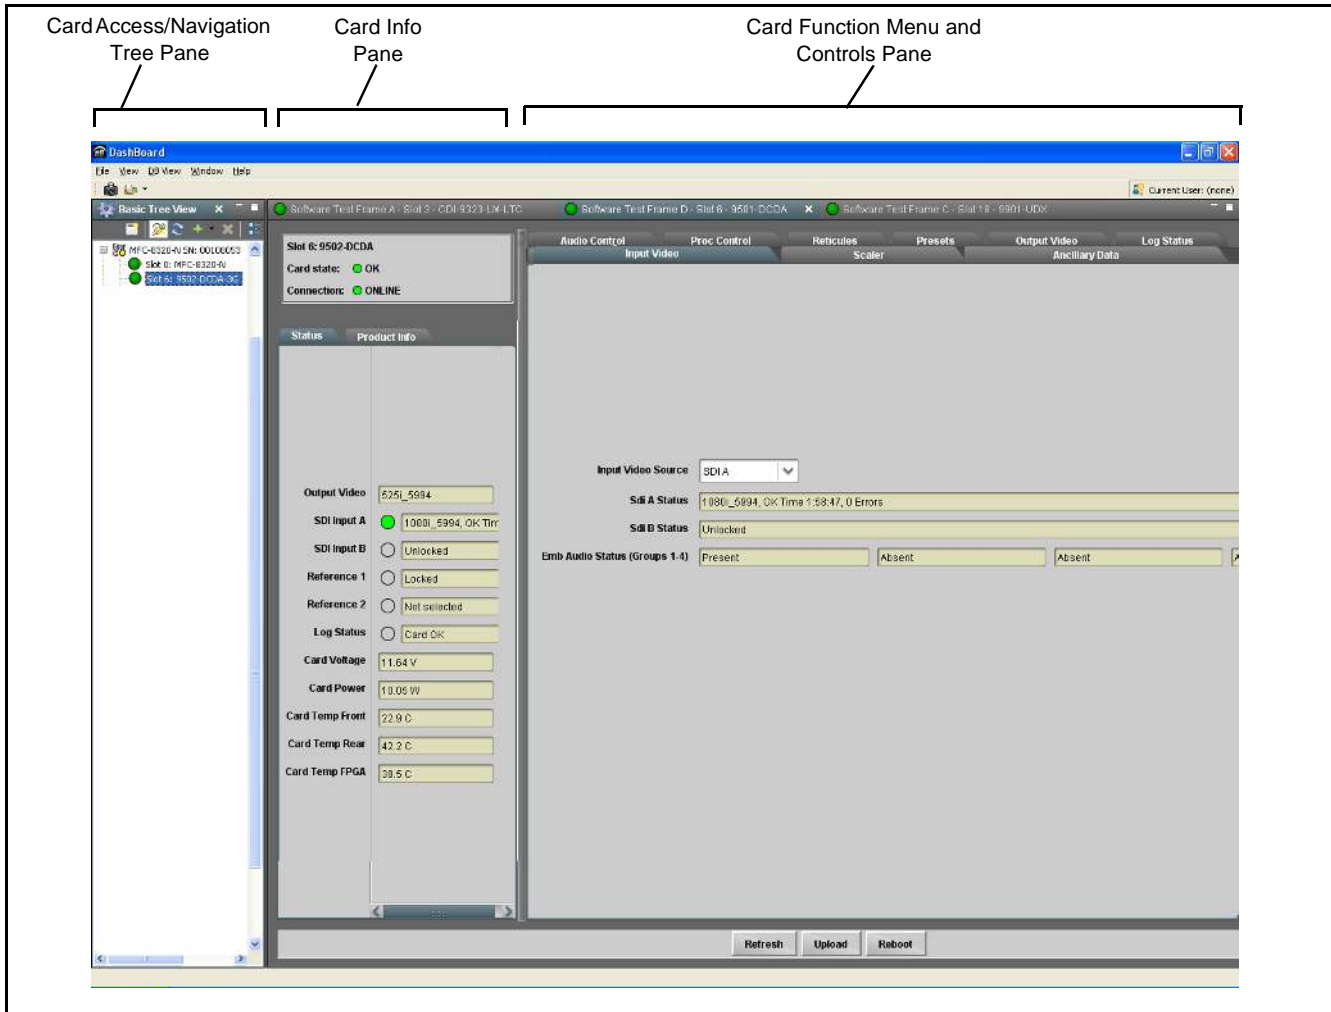 Card Access/Navigation
Tree Pane
Card Info
Pane
Card Function Menu and
Controls Pane
DashBoard
File View DB View Window Help
Current User: (none)
Basic Tree View
Software Test Frame A - Slot 3 - CDI-9323-LM-LTC
Software Test Frame D - Slot 6 - 9501-DCDA
Software Test Frame C - Slot 18 - 9901-UDX
MFC-8320-N SN: 00108053
Slot 0: MFC-8320-N
Slot 6: 9502-DCDA-3G
Slot 6: 9502-DCDA
Card state: OK
Connection: ONLINE
Status Product Info
Output Video 525i_5994
SDI Input A 1080i_5994, OK Tim
SDI Input B Unlocked
Reference 1 Locked
Reference 2 Not selected
Log Status Card OK
Card Voltage 11.64 V
Card Power 10.05 W
Card Temp Front 22.9 C
Card Temp Rear 42.2 C
Card Temp FPGA 38.5 C
Audio Control Proc Control Reticules Presets Output Video Log Status
Input Video Scaler Ancillary Data
Input Video Source SDI A
Sdi A Status 1080i_5994, OK Time 1:58:47, 0 Errors
Sdi B Status Unlocked
Emb Audio Status (Groups 1-4) Present Absent Absent A
Refresh Upload Reboot